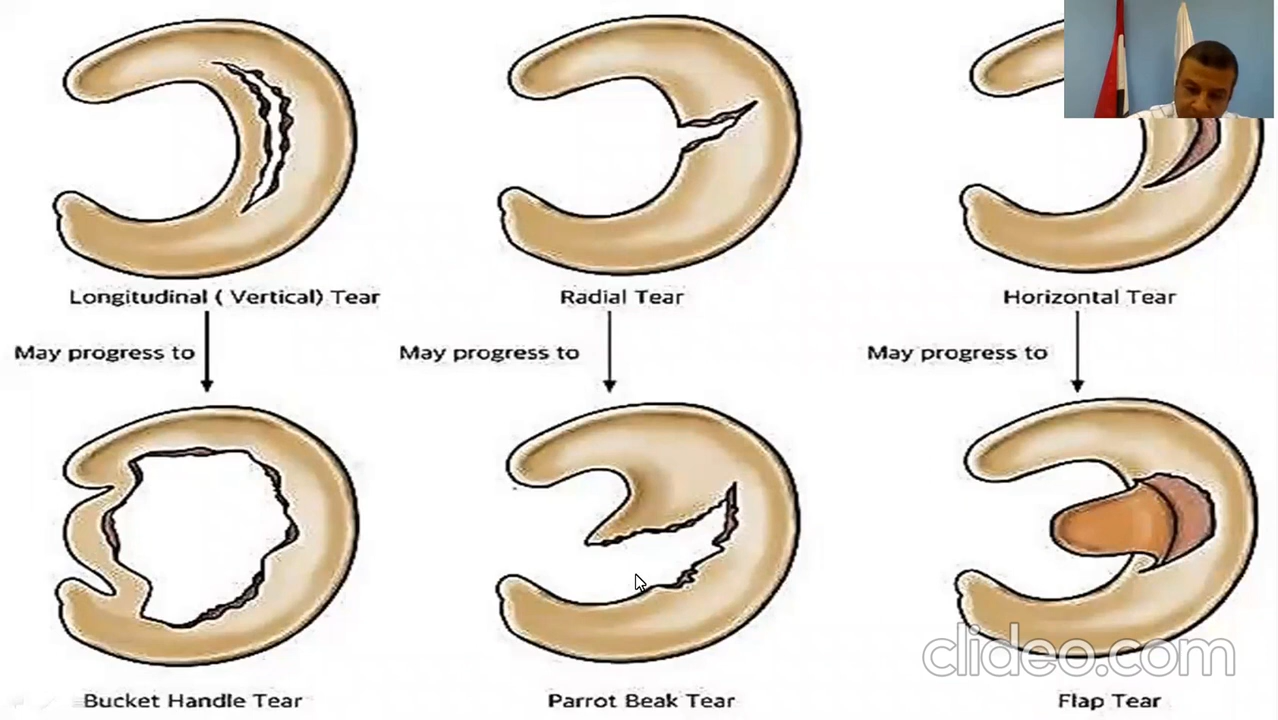 Longitudinal ( Vertical) Tear
Radial Tear
Horizontal Tear
May progress to
May progress to
May progress to
Bucket Handle Tear
Parrot Beak Tear
Flap Tear
clideo.com